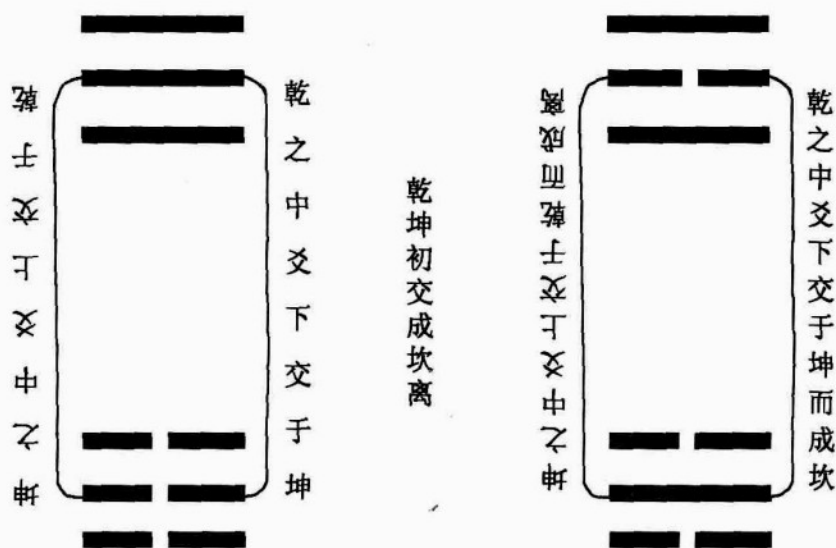 乾之中爻下交于坤而成坎
坤之中爻上交于乾而成离
乾坤初交成坎离
乾之中爻下交于坤
坤之中爻上交于乾